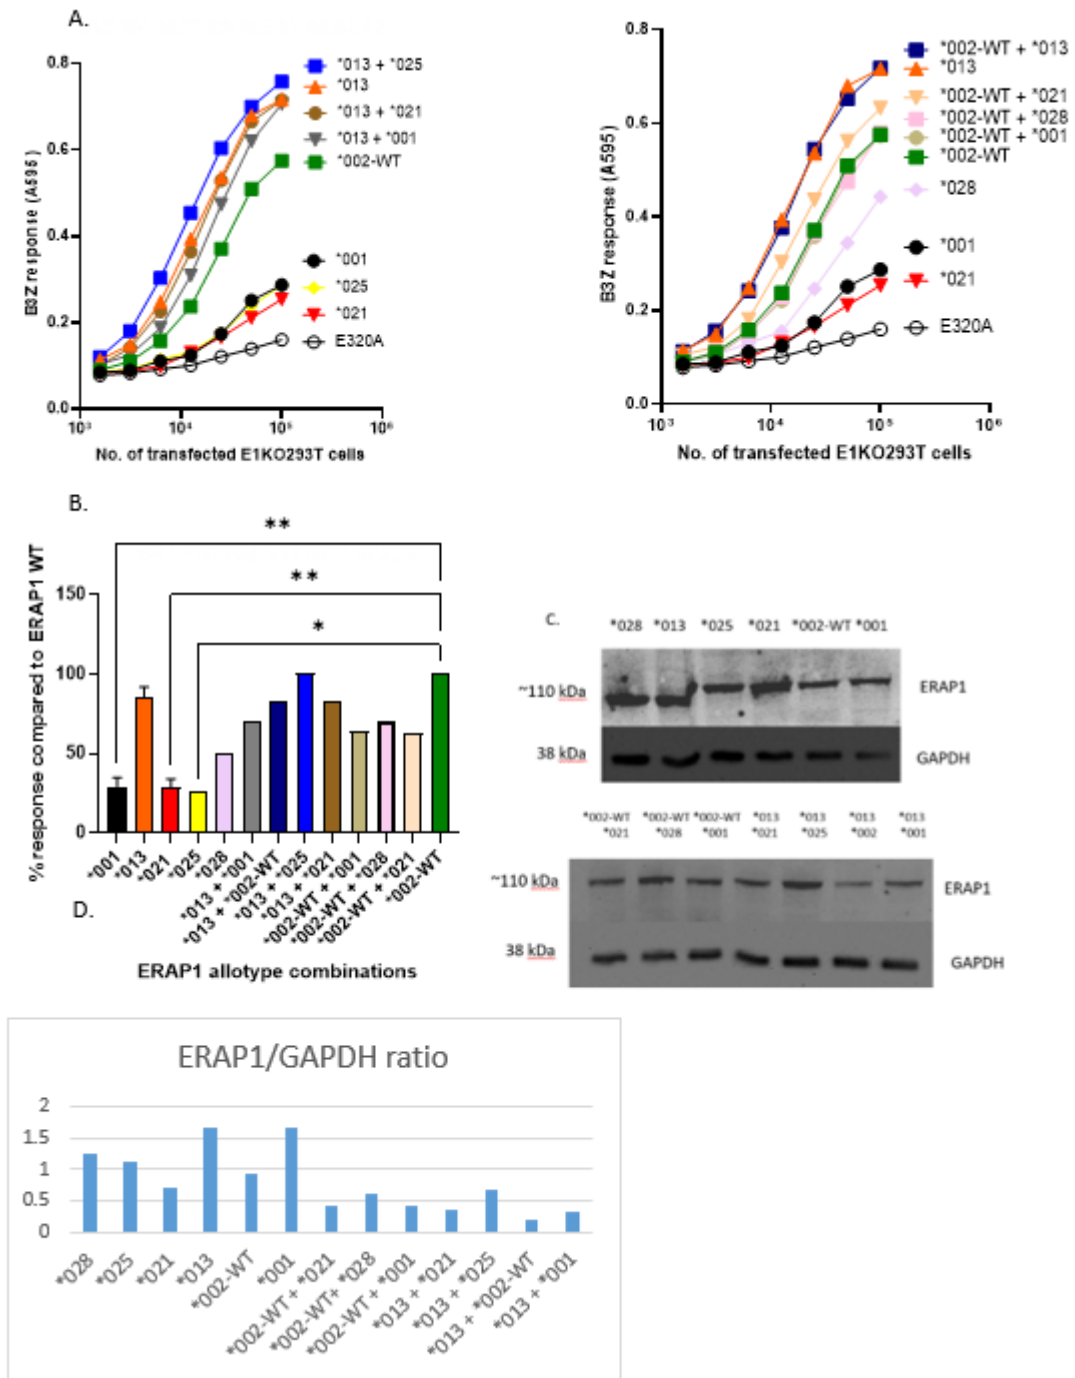 A.
0.8
0.6
0.4
0.2
0.0
B3Z response (A595)
10³
10⁴
10⁵
10⁶
No. of transfected E1KO293T cells
*013 + *025
*013
*013 + *021
*013 + *001
*002-WT
*001
*025
*021
E320A
0.8
0.6
0.4
0.2
0.0
B3Z response (A595)
10³
10⁴
10⁵
10⁶
No. of transfected E1KO293T cells
*002-WT + *013
*013
*002-WT + *021
*002-WT + *028
*002-WT + *001
*002-WT
*028
*001
*021
E320A
B.
**
**
*
150
100
50
0
% response compared to ERAP1 WT
*001
*013
*021
*025
*028
*013 + *001
*013 + *002-WT
*013 + *025
*013 + *021
*002-WT + *001
*002-WT + *028
*002-WT + *021
*002-WT
ERAP1 allotype combinations
C.
*028 *013 *025 *021 *002-WT *001
~110 kDa
ERAP1
38 kDa
GAPDH
*002-WT *002-WT *002-WT *013 *013 *013 *013
*021 *028 *001 *021 *025 *002 *001
~110 kDa
ERAP1
38 kDa
GAPDH
D.
ERAP1/GAPDH ratio
2
1.5
1
0.5
0
*028
*025
*021
*013
*002-WT
*001
*002-WT + *021
*002-WT+ *028
*002-WT + *001
*013 + *021
*013 + *025
*013 + *002-WT
*013 + *001